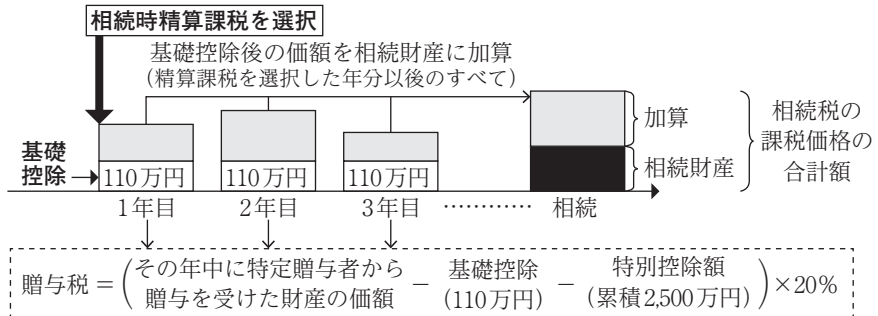 相続時精算課税を選択
基礎控除後の価額を相続財産に加算
(精算課税を選択した年分以後のすべて)
加算
相続税の
課税価格の
合計額
基礎
控除
110万円
110万円
110万円
相続財産
1年目
2年目
3年目
…………
相続
贈与税=(その年中に特定贈与者から贈与を受けた財産の価額 − 基礎控除(110万円) − 特別控除額(累積2,500万円))×20%